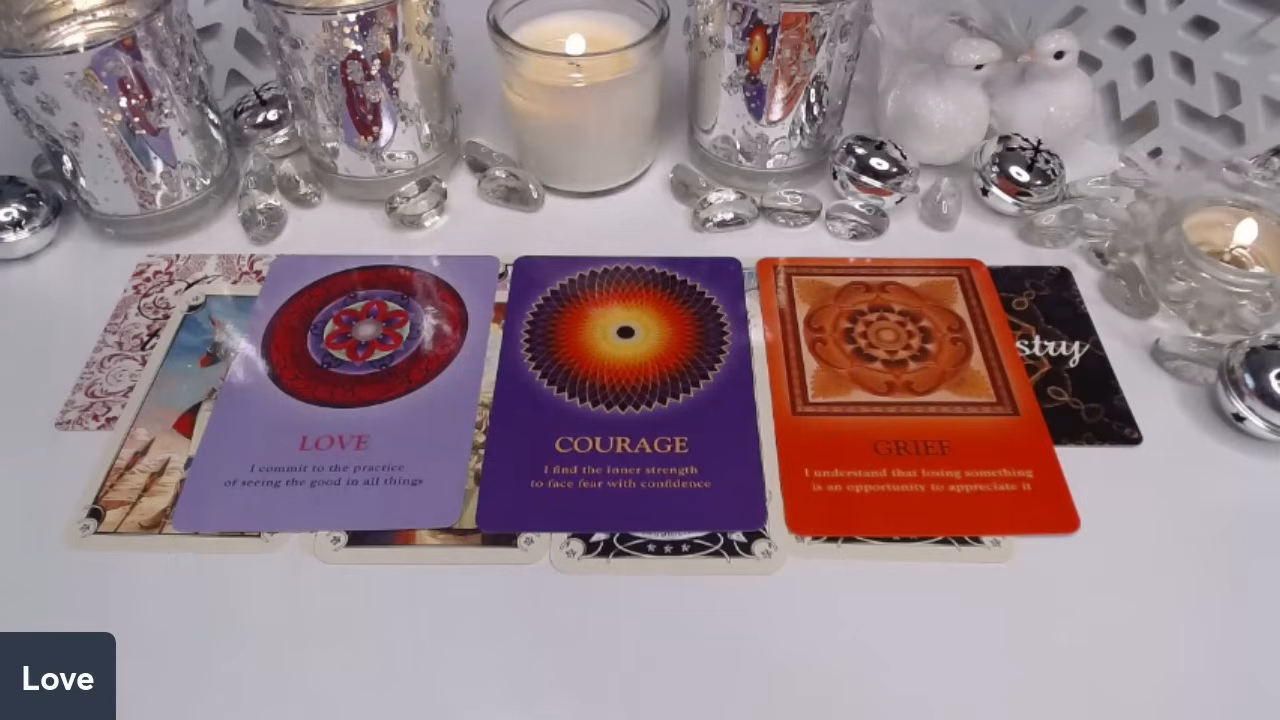 stry
LOVE
I commit to the practice
of seeing the good in all things
COURAGE
I find the inner strength
to face fear with confidence
GRIEF
I understand that losing something
is an opportunity to appreciate it
Love